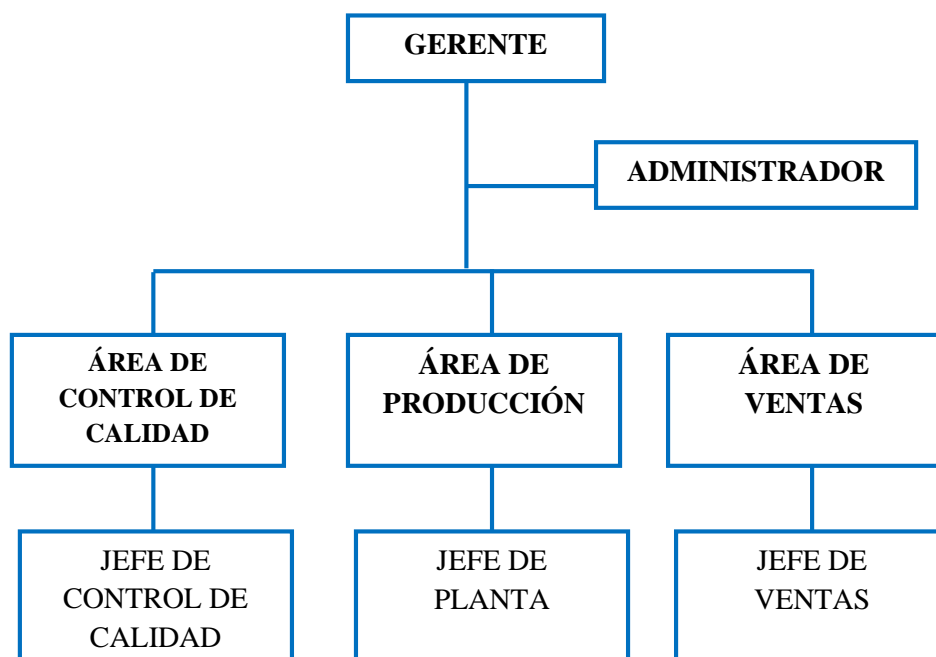 GERENTE
ADMINISTRADOR
ÁREA DE
CONTROL DE
CALIDAD
ÁREA DE
PRODUCCIÓN
ÁREA DE
VENTAS
JEFE DE
CONTROL DE
CALIDAD
JEFE DE
PLANTA
JEFE DE
VENTAS